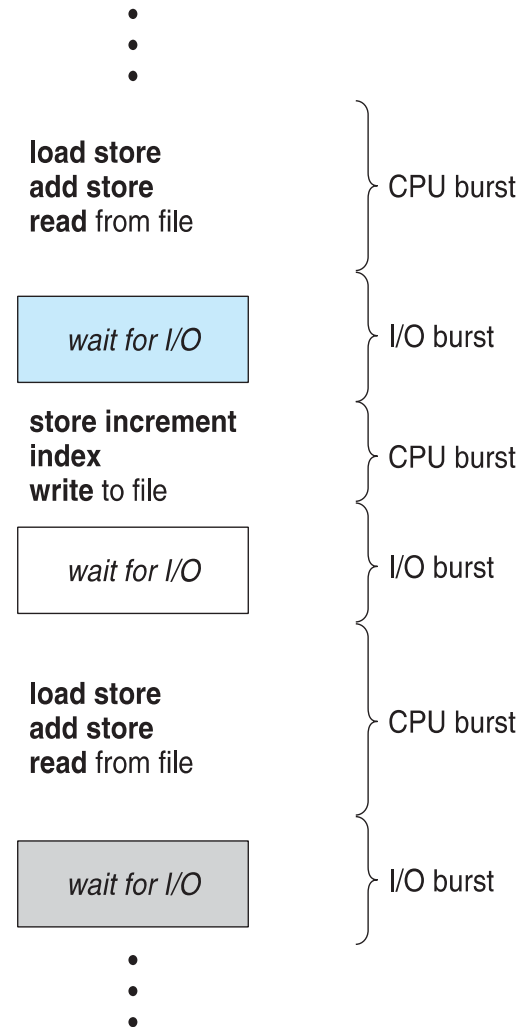 load store
add store
read from file
CPU burst
wait for I/O
I/O burst
store increment
index
write to file
CPU burst
wait for I/O
I/O burst
load store
add store
read from file
CPU burst
wait for I/O
I/O burst